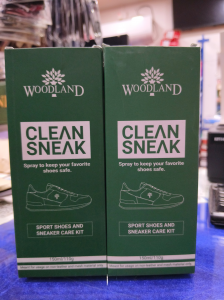 WOODLAND
CLEAN
SNEAK
Spray to keep your favorite
shoes safe.
SPORT SHOES AND
SNEAKER CARE KIT
WOODLAND
CLEAN
SNEAK
Spray to keep your favorite
shoes safe.
SPORT SHOES AND
SNEAKER CARE KIT